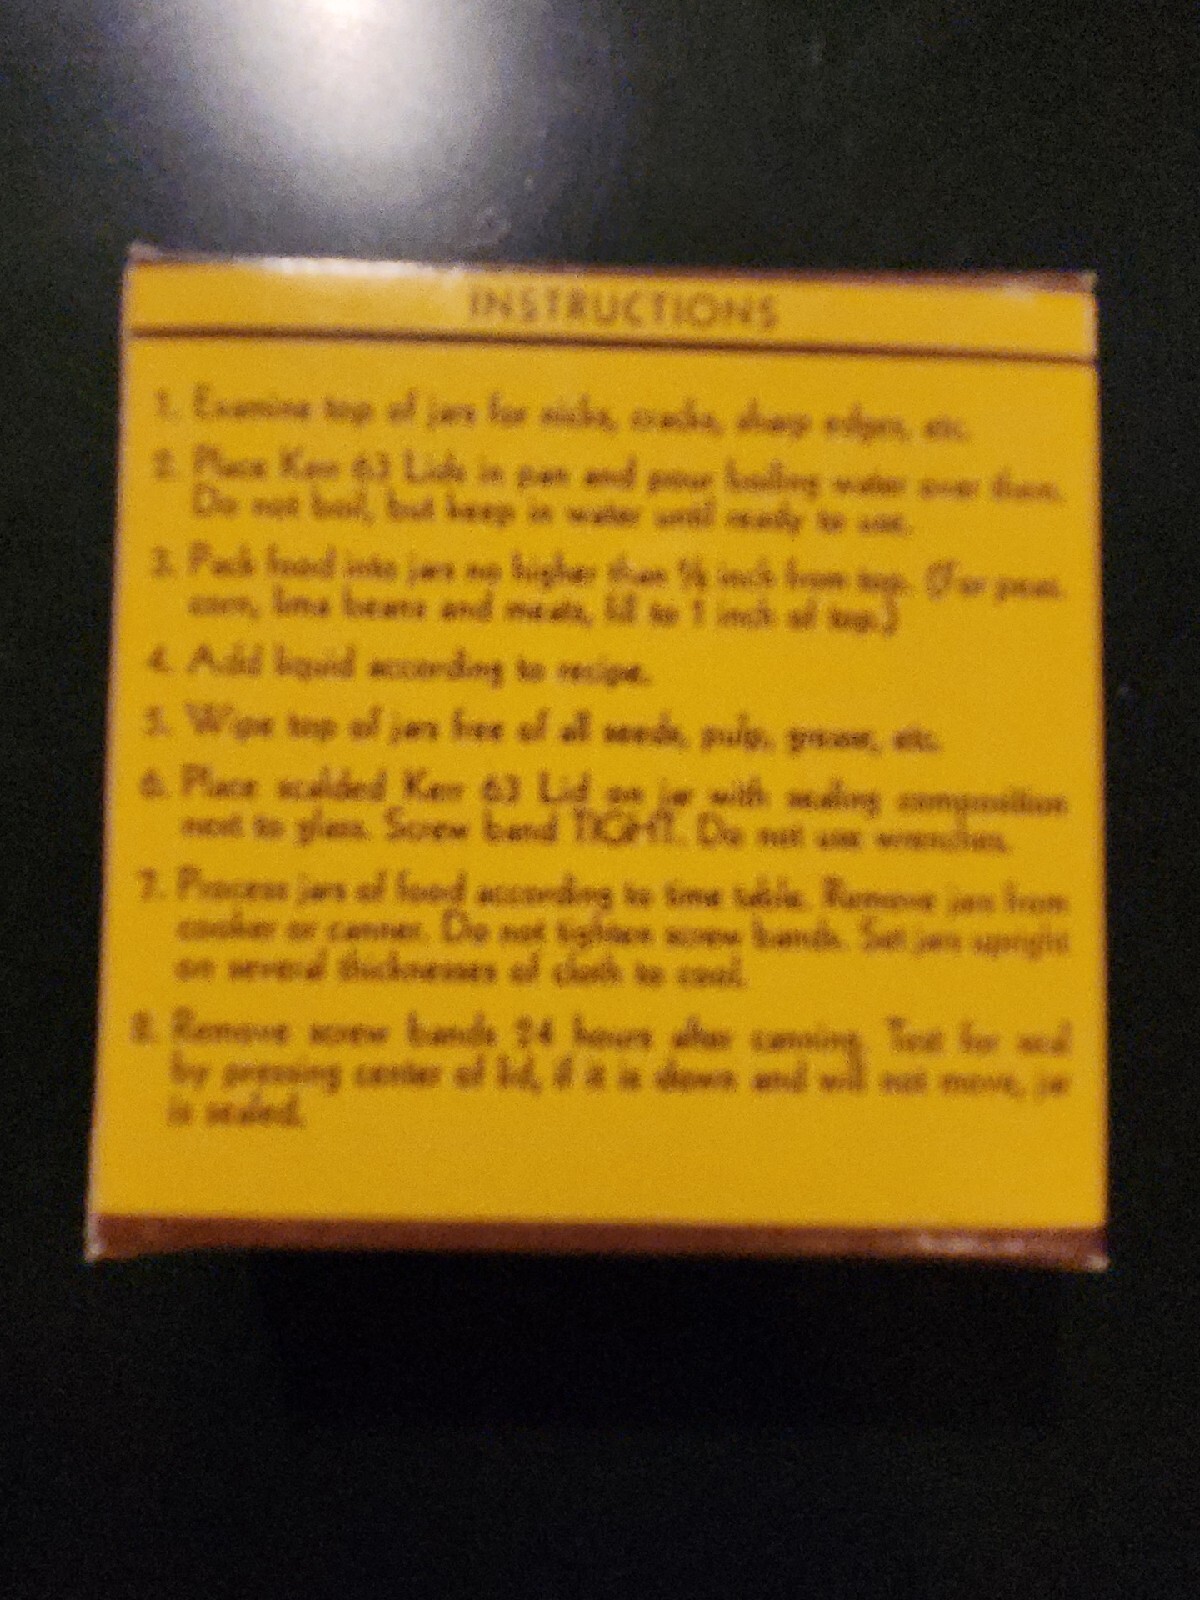 INSTRUCTIONS
1. Examine top of jars for nicks, cracks, sharp edges, etc.
2. Place Kerr 63 Lids in pan and pour boiling water over them.
Do not boil, but keep in water until ready to use.
3. Pack food into jars no higher than ½ inch from top. (For peas,
corn, lima beans and meats, fill to 1 inch of top.)
4. Add liquid according to recipe.
5. Wipe top of jars free of all seeds, pulp, grease, etc.
6. Place scalded Kerr 63 Lid on jar with sealing composition
next to glass. Screw band TIGHT. Do not use wrenches.
7. Process jars of food according to time table. Remove jars from
cooker or canner. Do not tighten screw bands. Set jars upright
on several thicknesses of cloth to cool.
8. Remove screw bands 24 hours after canning. Test for seal
by pressing center of lid, if it is down and will not move, jar
is sealed.